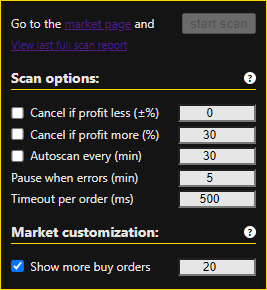 Go to the market page and start scan
View last full scan report
Scan options: ?
Cancel if profit less (±%) 0
Cancel if profit more (%) 30
Autoscan every (min) 30
Pause when errors (min) 5
Timeout per order (ms) 500
Market customization: ?
Show more buy orders 20